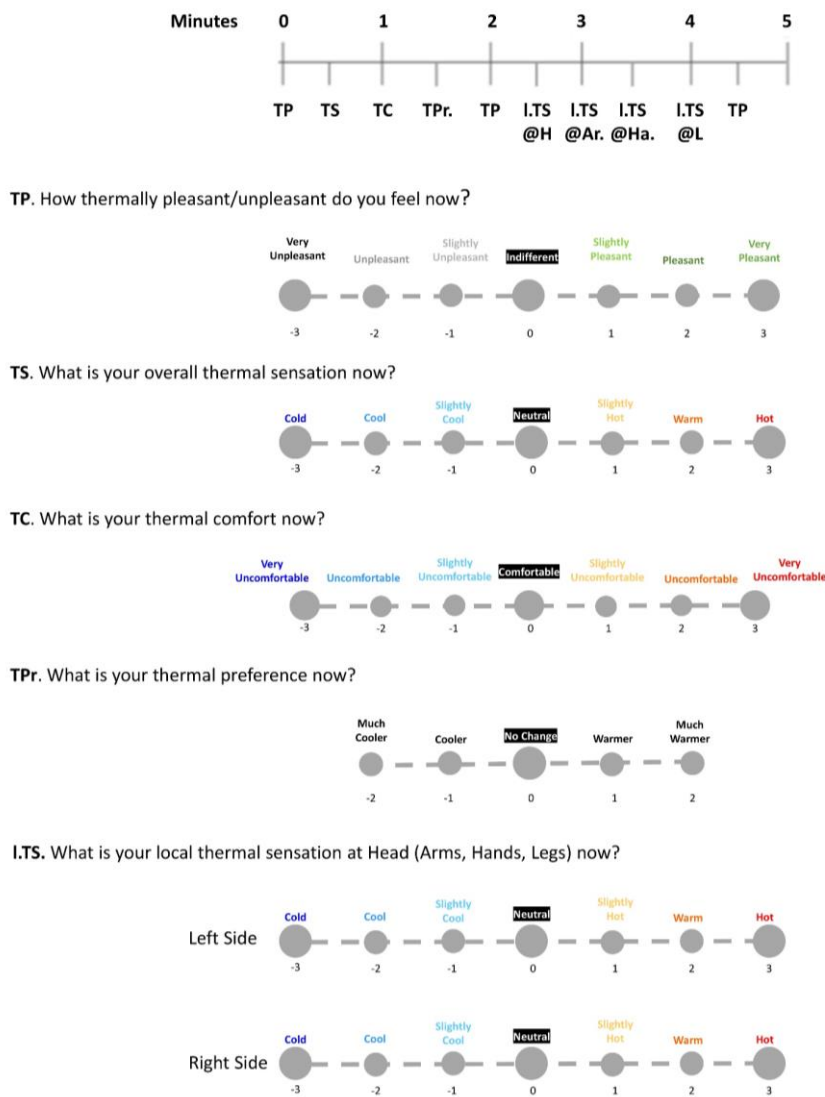 Minutes 0 1 2 3 4 5
TP TS TC TPr. TP I.TS I.TS I.TS I.TS TP
@H @Ar. @Ha. @L
TP. How thermally pleasant/unpleasant do you feel now?
Very Slightly Slightly Very
Unpleasant Unpleasant Unpleasant Indifferent Pleasant Pleasant Pleasant
-3 -2 -1 0 1 2 3
TS. What is your overall thermal sensation now?
Slightly Slightly
Cold Cool Cool Neutral Hot Warm Hot
-3 -2 -1 0 1 2 3
TC. What is your thermal comfort now?
Very Slightly Slightly Very
Uncomfortable Uncomfortable Uncomfortable Comfortable Uncomfortable Uncomfortable Uncomfortable
-3 -2 -1 0 1 2 3
TPr. What is your thermal preference now?
Much Much
Cooler Cooler No Change Warmer Warmer
-2 -1 0 1 2
I.TS. What is your local thermal sensation at Head (Arms, Hands, Legs) now?
Slightly Slightly
Cold Cool Cool Neutral Hot Warm Hot
Left Side
-3 -2 -1 0 1 2 3
Slightly Slightly
Cold Cool Cool Neutral Hot Warm Hot
Right Side
-3 -2 -1 0 1 2 3